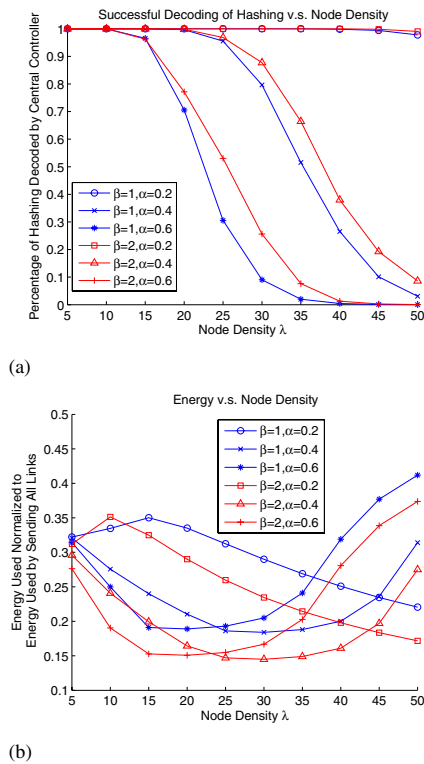 Successful Decoding of Hashing v.s. Node Density
Percentage of Hashing Decoded by Central Controller
1
0.9
0.8
0.7
0.6
0.5
0.4
0.3
0.2
0.1
0
β=1,α=0.2
β=1,α=0.4
β=1,α=0.6
β=2,α=0.2
β=2,α=0.4
β=2,α=0.6
5 10 15 20 25 30 35 40 45 50
Node Density λ
(a)
Energy v.s. Node Density
Energy Used Normalized to
Energy Used by Sending All Links
0.5
0.45
0.4
0.35
0.3
0.25
0.2
0.15
0.1
β=1,α=0.2
β=1,α=0.4
β=1,α=0.6
β=2,α=0.2
β=2,α=0.4
β=2,α=0.6
5 10 15 20 25 30 35 40 45 50
Node Density λ
(b)